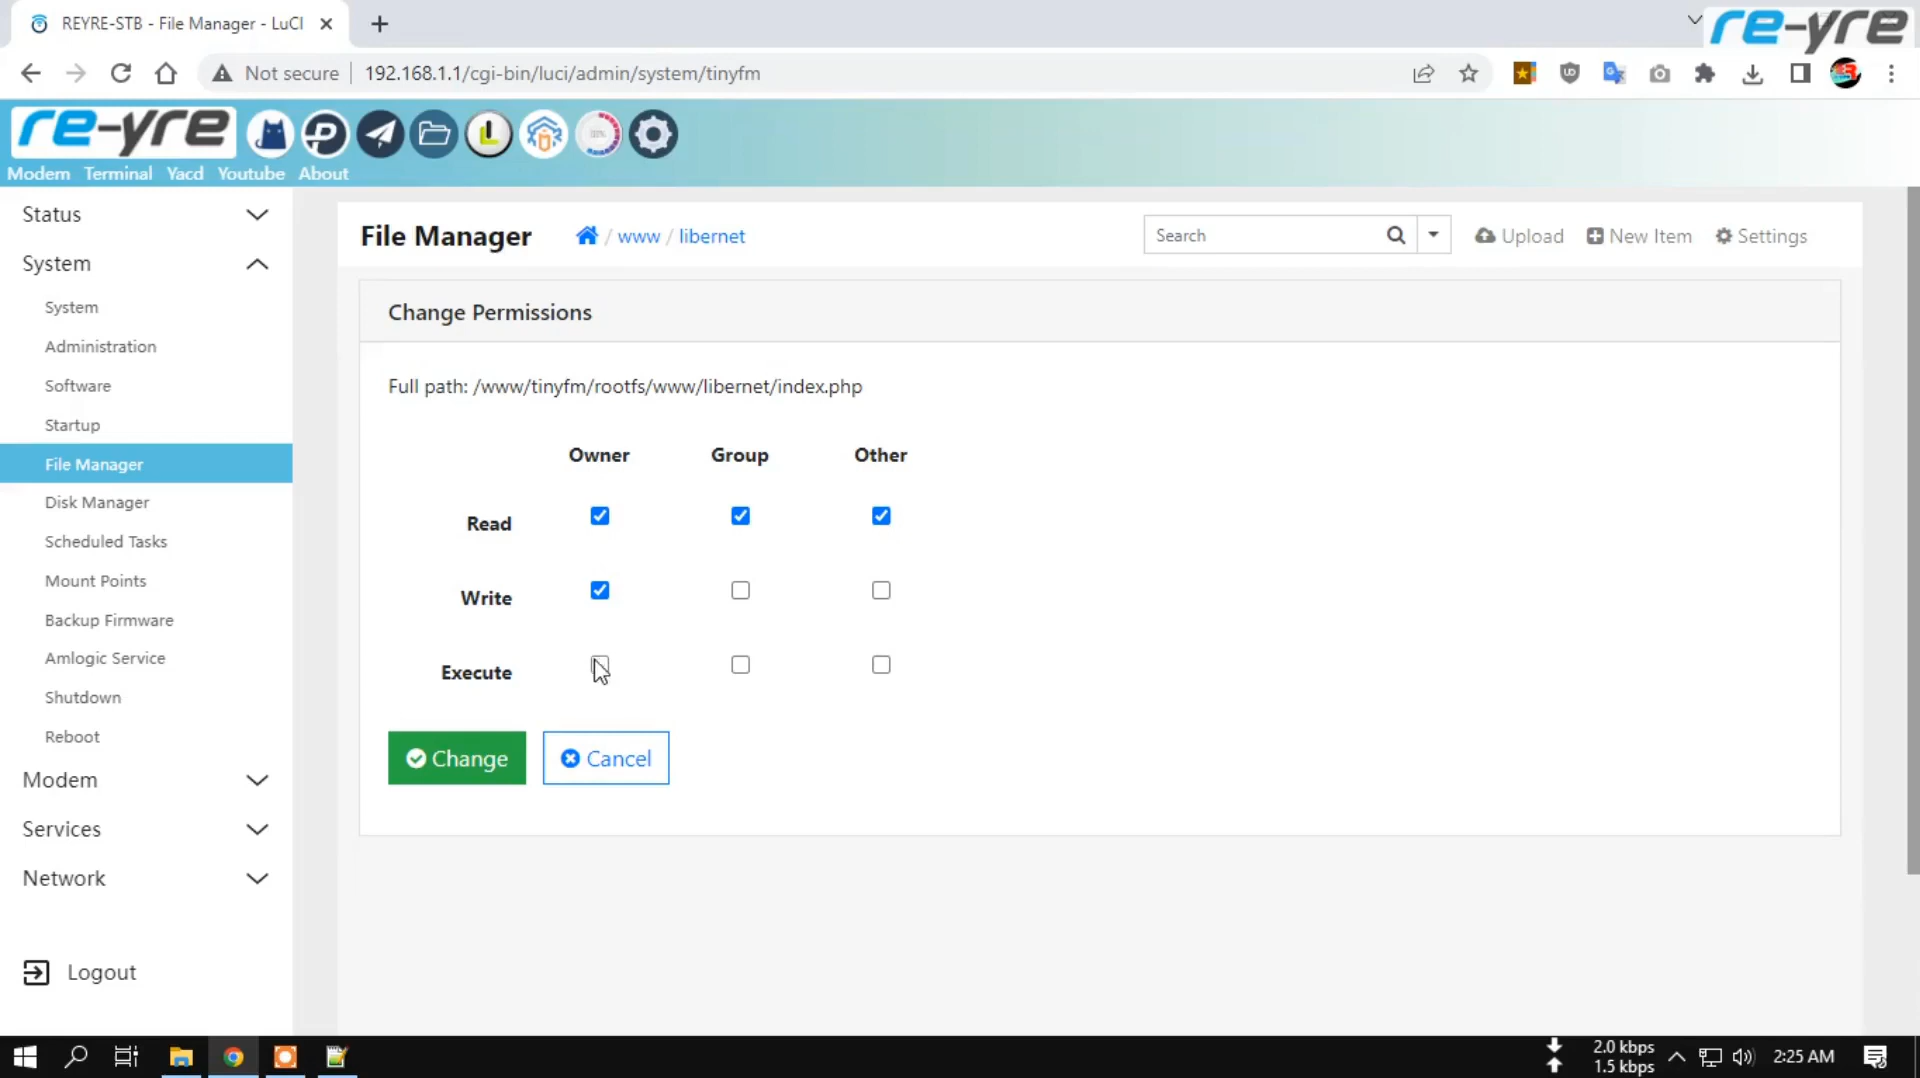 REYRE-STB - File Manager - LuCI
re-yre
Not secure
192.168.1.1/cgi-bin/luci/admin/system/tinyfm
re-yre
Modem Terminal Yacd Youtube About
Status
System
System
Administration
Software
Startup
File Manager
Disk Manager
Scheduled Tasks
Mount Points
Backup Firmware
Amlogic Service
Shutdown
Reboot
Modem
Services
Network
Logout
File Manager
/ www / libernet
Search
Upload
New Item
Settings
Change Permissions
Full path: /www/tinyfm/rootfs/www/libernet/index.php
Owner Group Other
Read
Write
Execute
Change
Cancel
2.0 kbps
1.5 kbps
2:25 AM